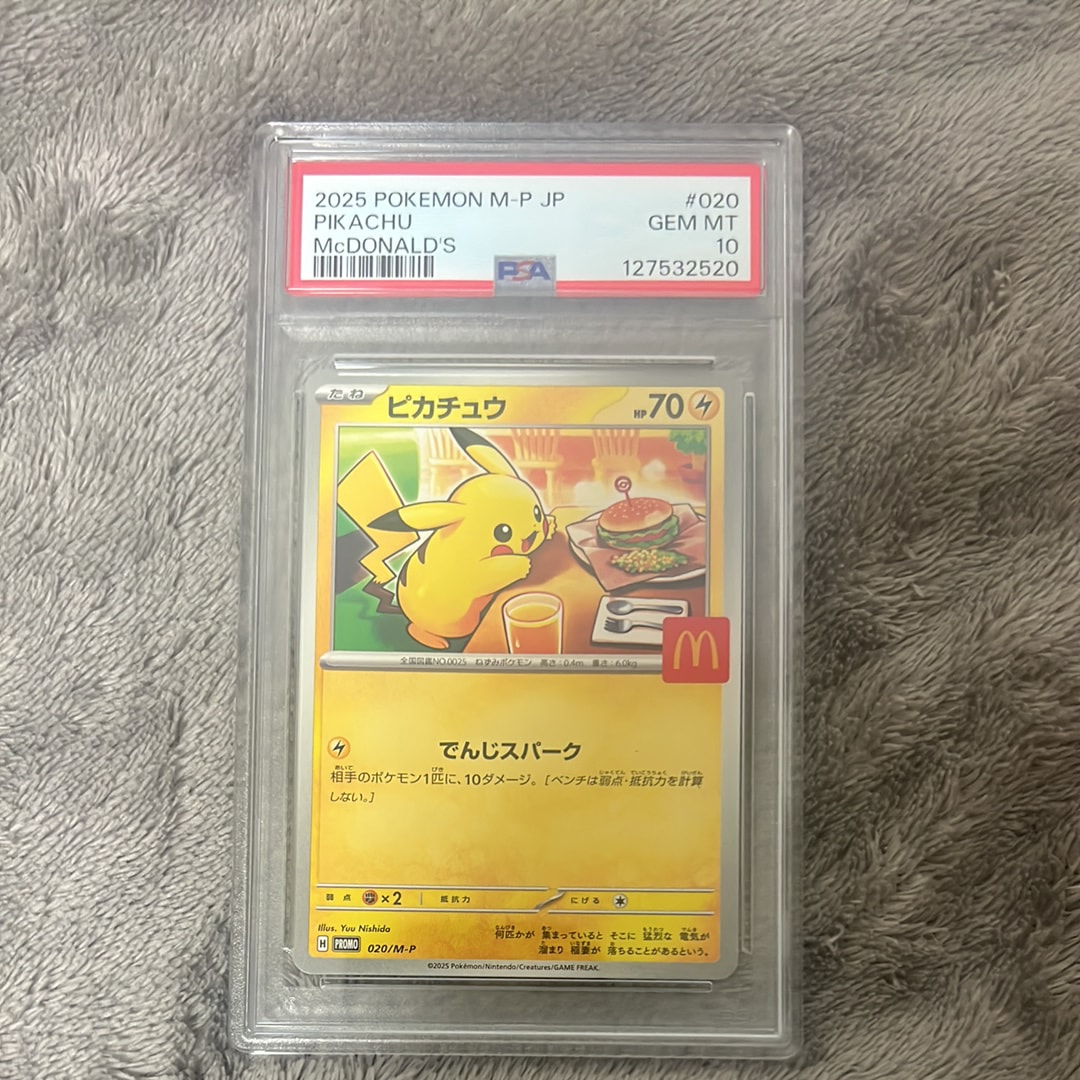 2025 POKEMON M-P JP #020
PIKACHU GEM MT
McDONALD'S 10
PSA 127532520
たね ピカチュウ HP 70
全国図鑑NO.0025 ねずみポケモン 高さ:0.4m 重さ:6.0kg
でんじスパーク
相手のポケモン1匹に、10ダメージ。[ベンチは弱点・抵抗力を計算
しない。]
弱点 ×2 抵抗力 にげる
Illus. Yuu Nishida
何匹かが 集まっていると そこに 猛烈な 電気が
溜まり 稲妻が 落ちることがあるという。
H PROMO 020/M-P
©2025 Pokémon/Nintendo/Creatures/GAME FREAK.